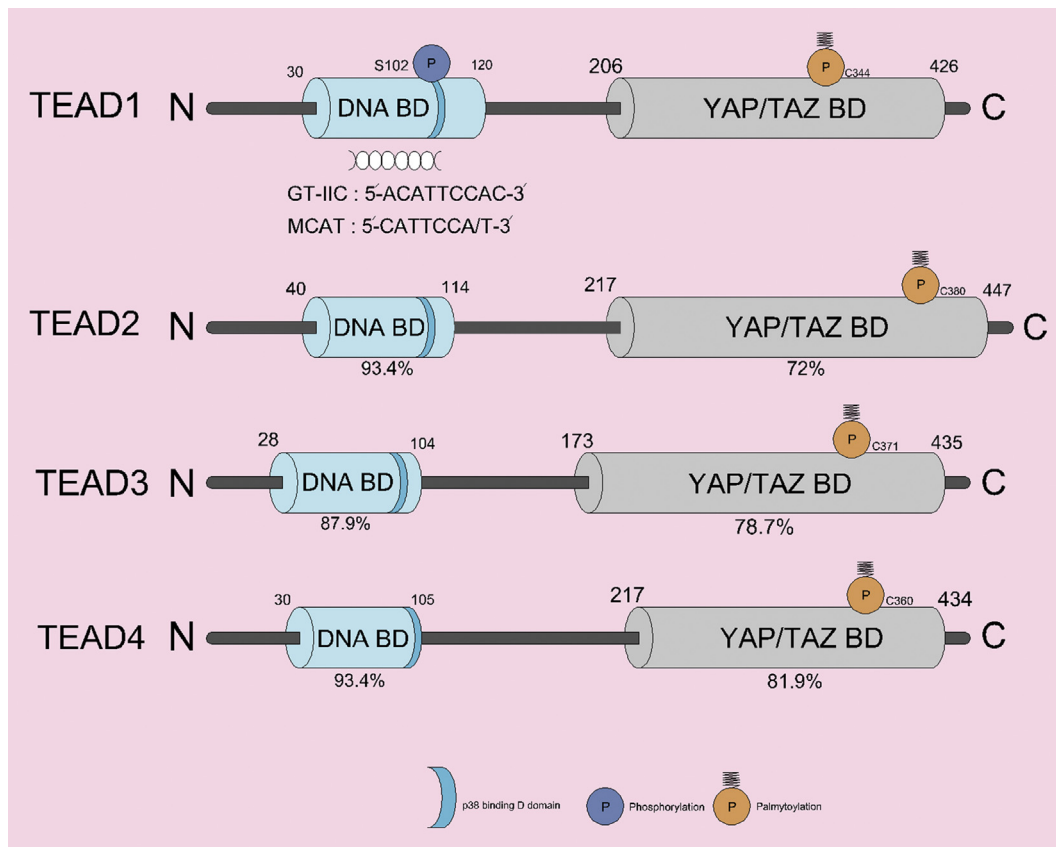 S102 P
30 120 206 P C344 426
TEAD1 N DNA BD YAP/TAZ BD C
GT-IIC : 5´-ACATTCCAC-3´
MCAT : 5´-CATTCCA/T-3´
40 114 217 P C380 447
TEAD2 N DNA BD YAP/TAZ BD C
93.4% 72%
28 104 173 P C371 435
TEAD3 N DNA BD YAP/TAZ BD C
87.9% 78.7%
30 105 217 P C360 434
TEAD4 N DNA BD YAP/TAZ BD C
93.4% 81.9%
p38 binding D domain P Phosphorylation P Palmytoylation